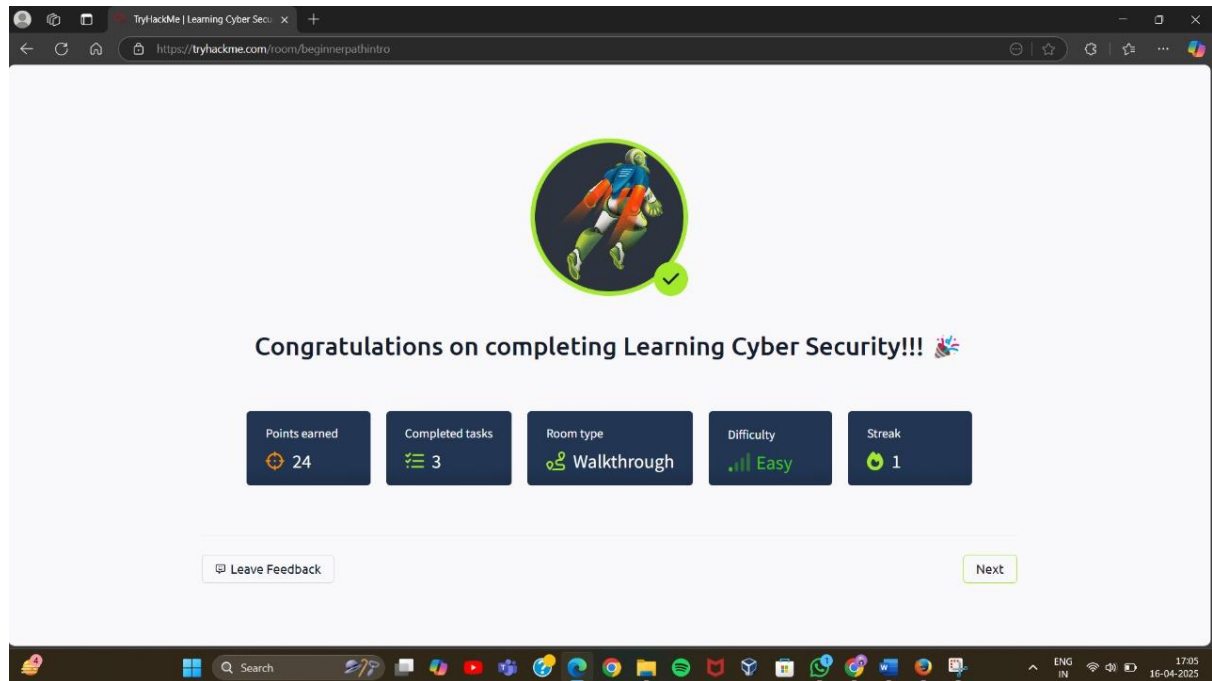 TryHackMe | Learning Cyber Secu
https://tryhackme.com/room/beginnerpathintro
Congratulations on completing Learning Cyber Security!!! 🎉
Points earned
24
Completed tasks
3
Room type
Walkthrough
Difficulty
Easy
Streak
1
Leave Feedback
Next
4
Search
ENG
IN
17:05
16-04-2025